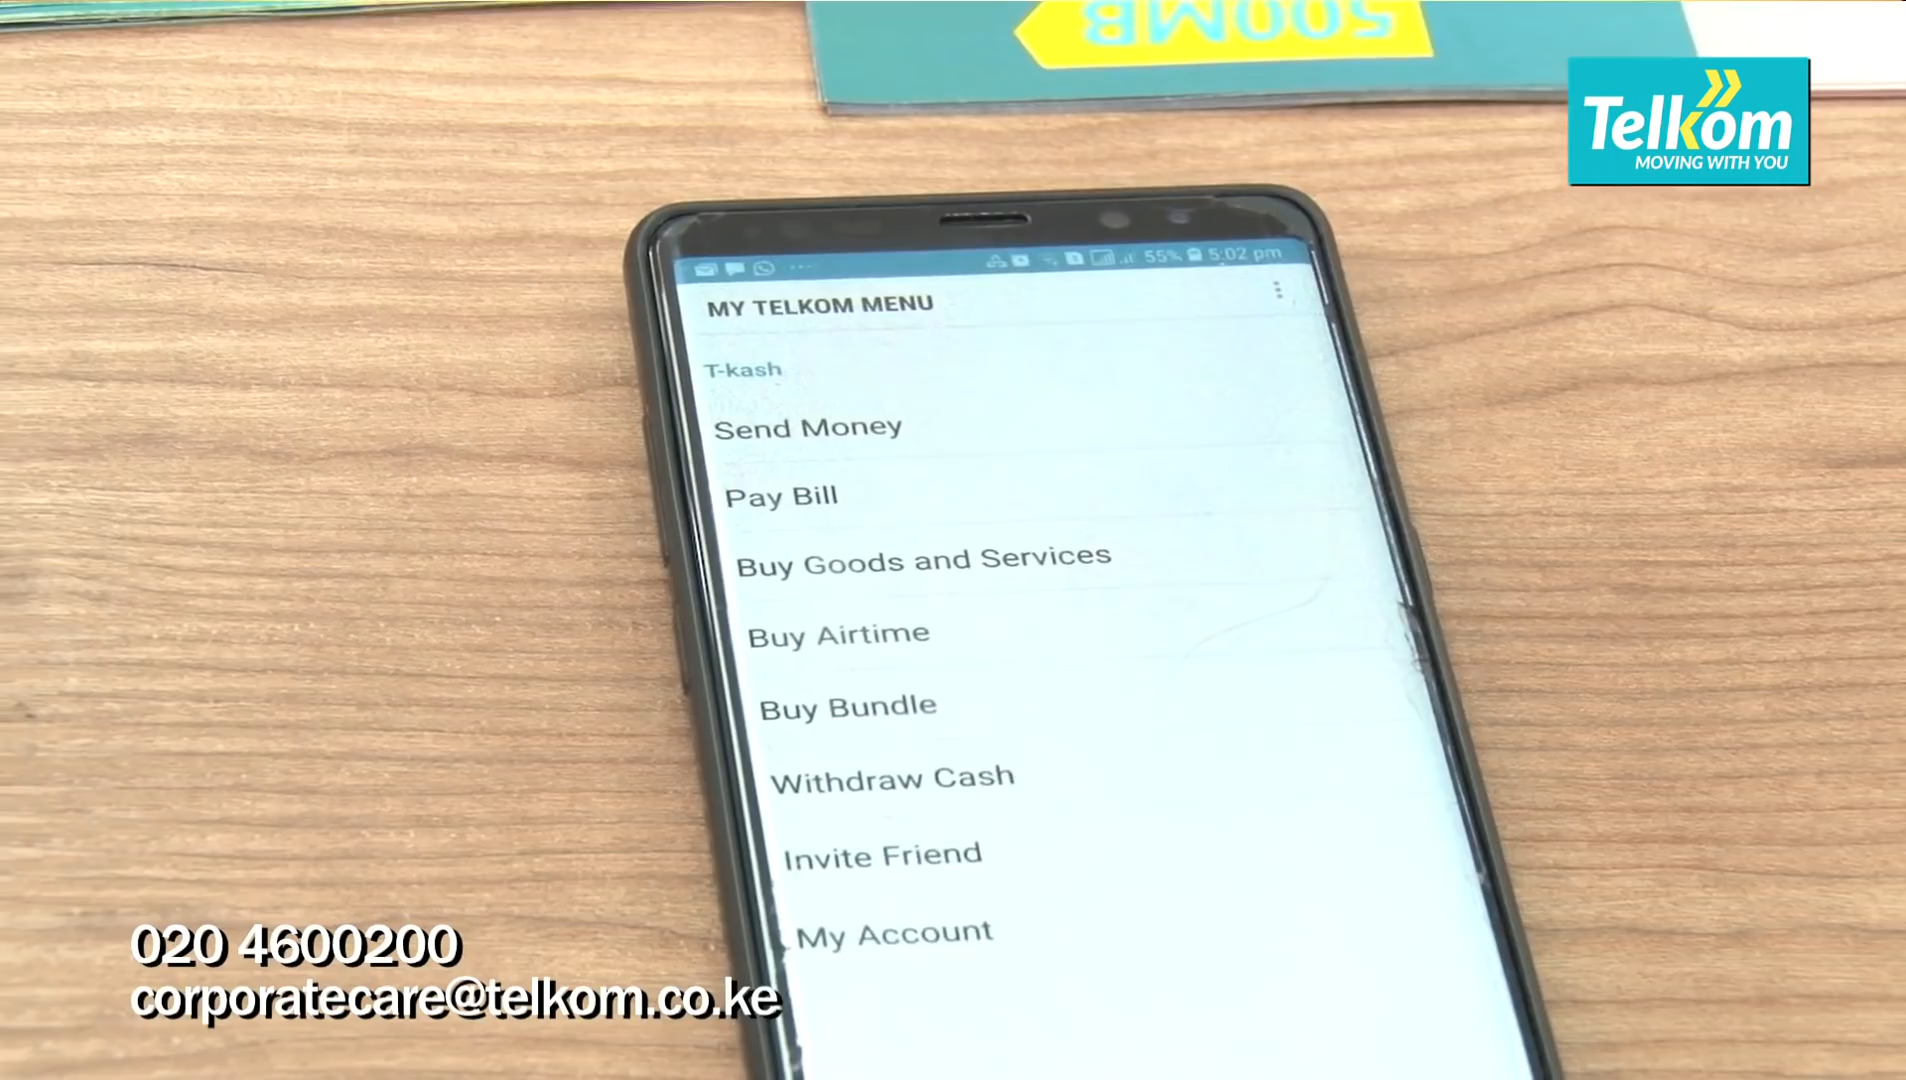 500MB
Telkom
MOVING WITH YOU
55% 5:02 pm
MY TELKOM MENU
T-kash
Send Money
Pay Bill
Buy Goods and Services
Buy Airtime
Buy Bundle
Withdraw Cash
Invite Friend
My Account
020 4600200
corporatecare@telkom.co.ke